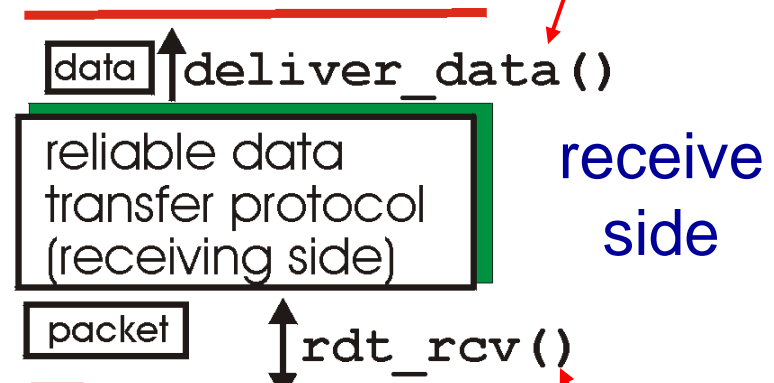 data deliver_data()
reliable data
transfer protocol
(receiving side)
receive
side
packet rdt_rcv()